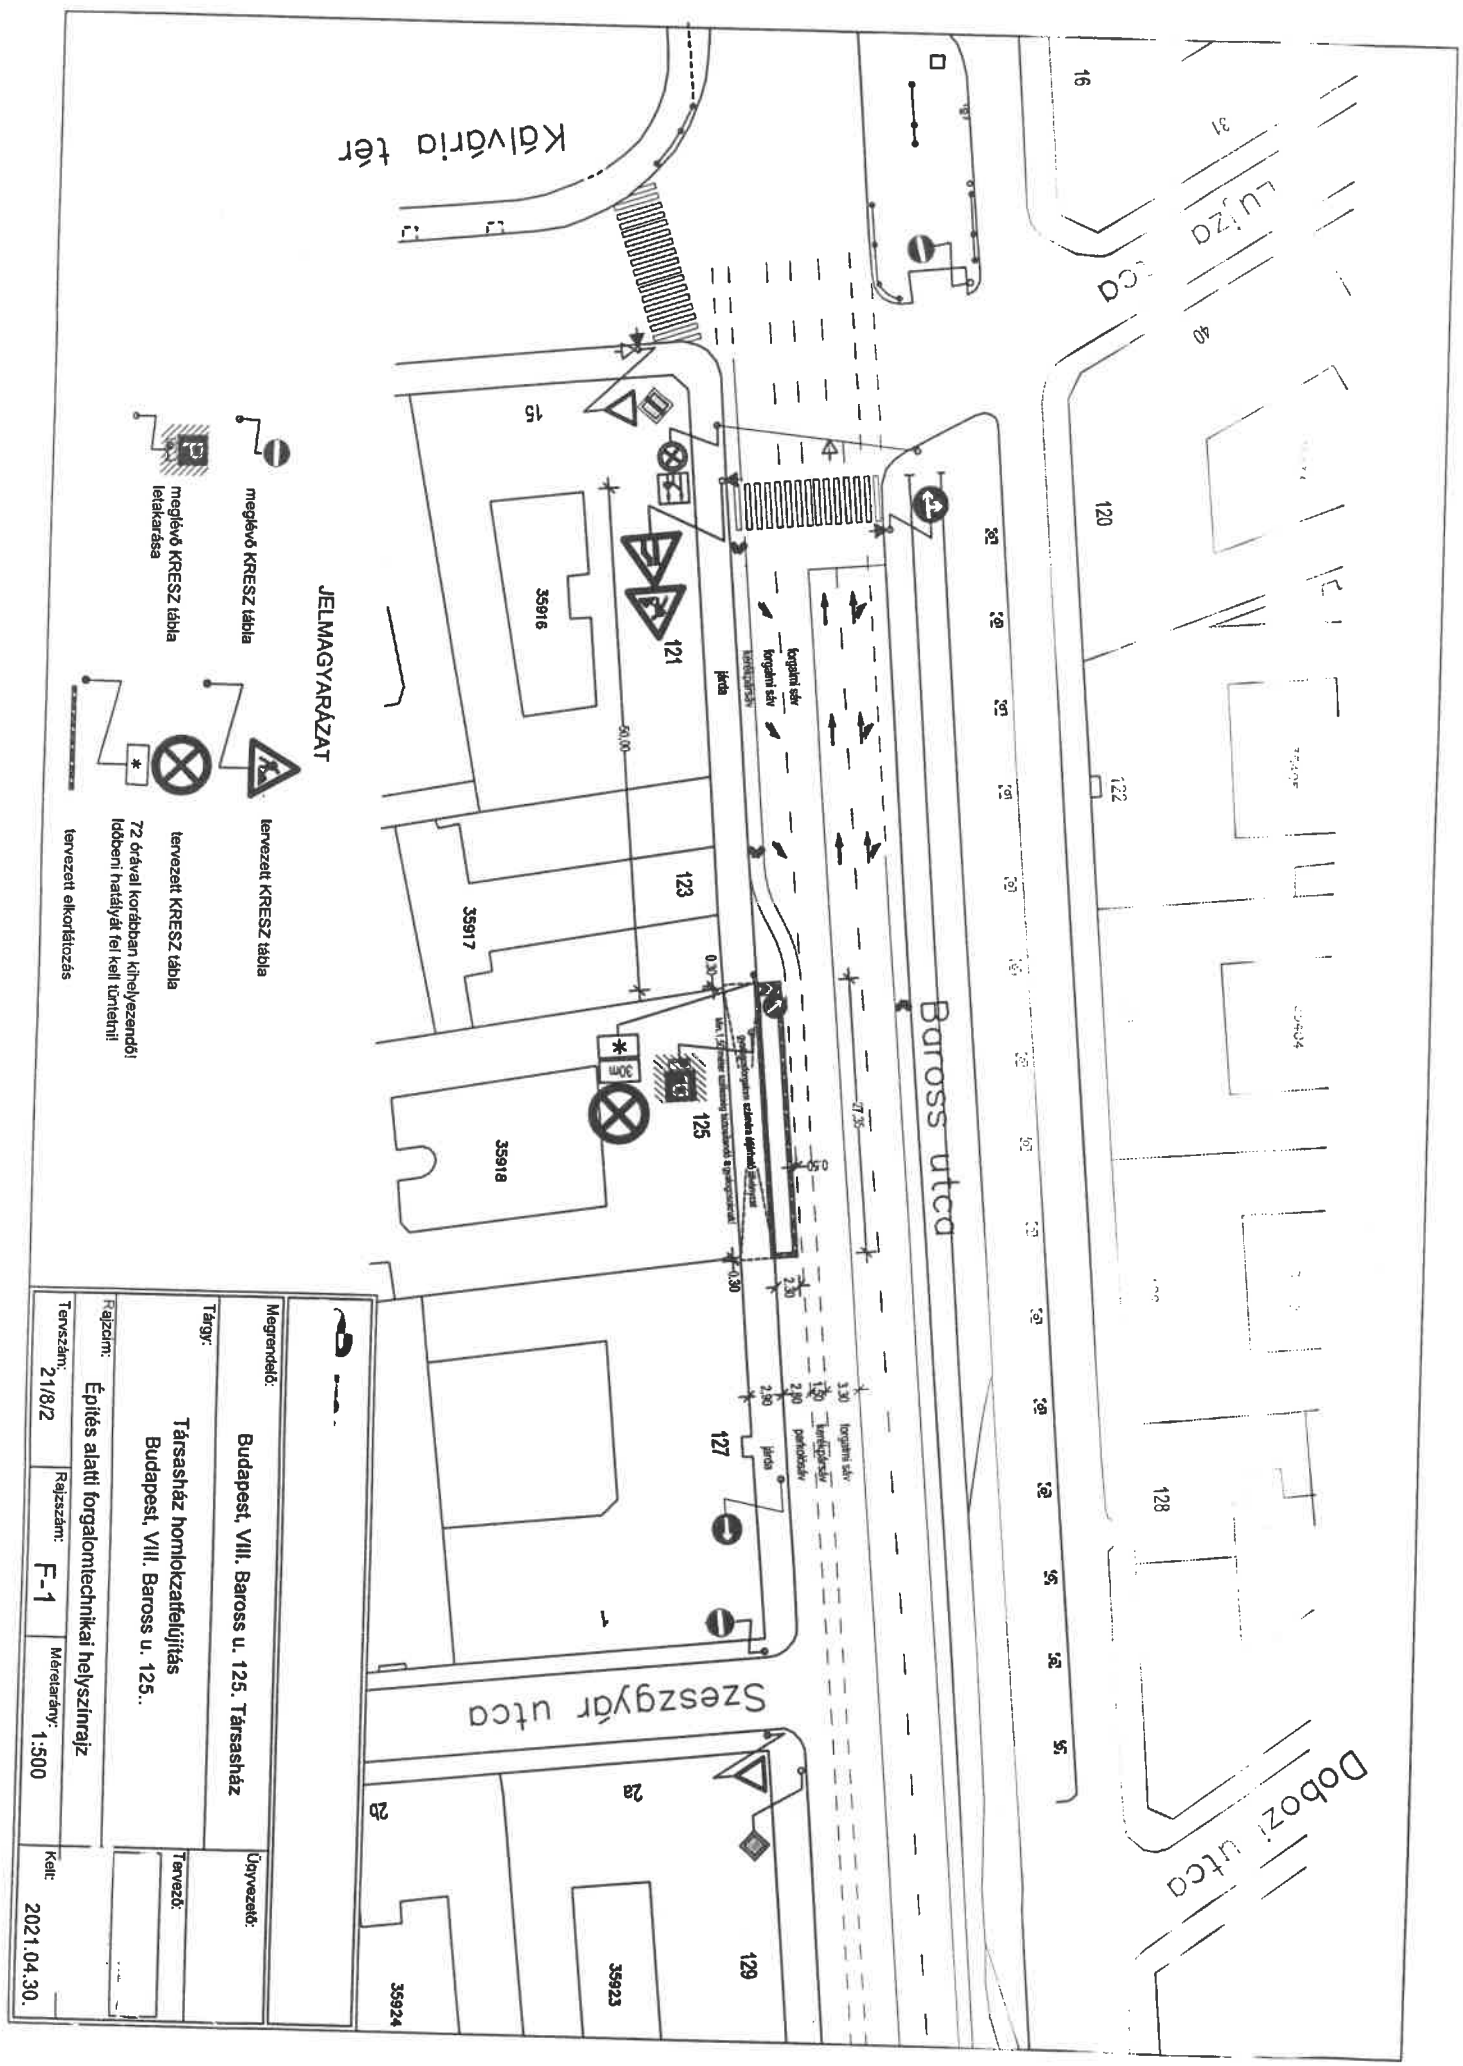 Kálvária tér
16
31
Lujza
40
15
35916
121
járda
kerékpársáv
forgalmi sáv
forgalmi sáv
50,00
120
122
123
35917
0.30
27,35
Baross utca
0.50
30m
*
125
35918
0.30
2.30
3.30 forgalmi sáv
1.50 kerékpársáv
2.80 parkolósáv
2.90 járda
127
128
1
Szeszgyár utca
Dobozi utca
2a
2b
129
35923
35924
JELMAGYARÁZAT
meglévő KRESZ tábla
meglévő KRESZ tábla
letakarása
tervezett KRESZ tábla
tervezett KRESZ tábla
*
72 órával korábban kihelyezendő!
Időbeni hatályát fel kell tüntetni!
tervezett elkorlátozás
Megrendelő:
Budapest, VIII. Baross u. 125. Társasház
Ügyvezető:
Tárgy:
Társasház homlokzatfelújítás
Budapest, VIII. Baross u. 125..
Tervező:
Rajzcím:
Építés alatti forgalomtechnikai helyszínrajz
Tervszám: 21/8/2
Rajzszám: F-1
Méretarány: 1:500
Kelt: 2021.04.30.